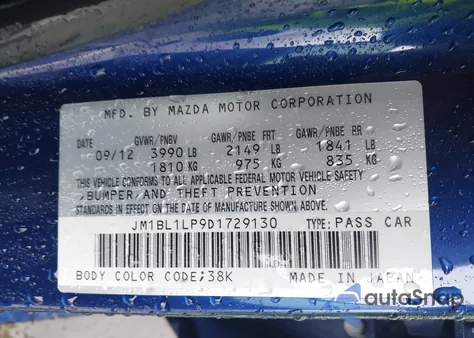 MFD. BY MAZDA MOTOR CORPORATION
DATE GVWR/PNBV GAWR/PNBE FRT GAWR/PNBE RR
09/12 3990 LB 2149 LB 1841 LB
1810 KG 975 KG 835 KG
THIS VEHICLE CONFORMS TO ALL APPLICABLE FEDERAL MOTOR VEHICLE SAFETY
,BUMPER AND THEFT PREVENTION
STANDARDS IN EFFECT ON THE DATE OF MANUFACTURE SHOWN ABOVE.
JM1BL1LP9D1729130 TYPE: PASS CAR
BODY COLOR CODE;38K MADE IN JAPAN
autoSnap